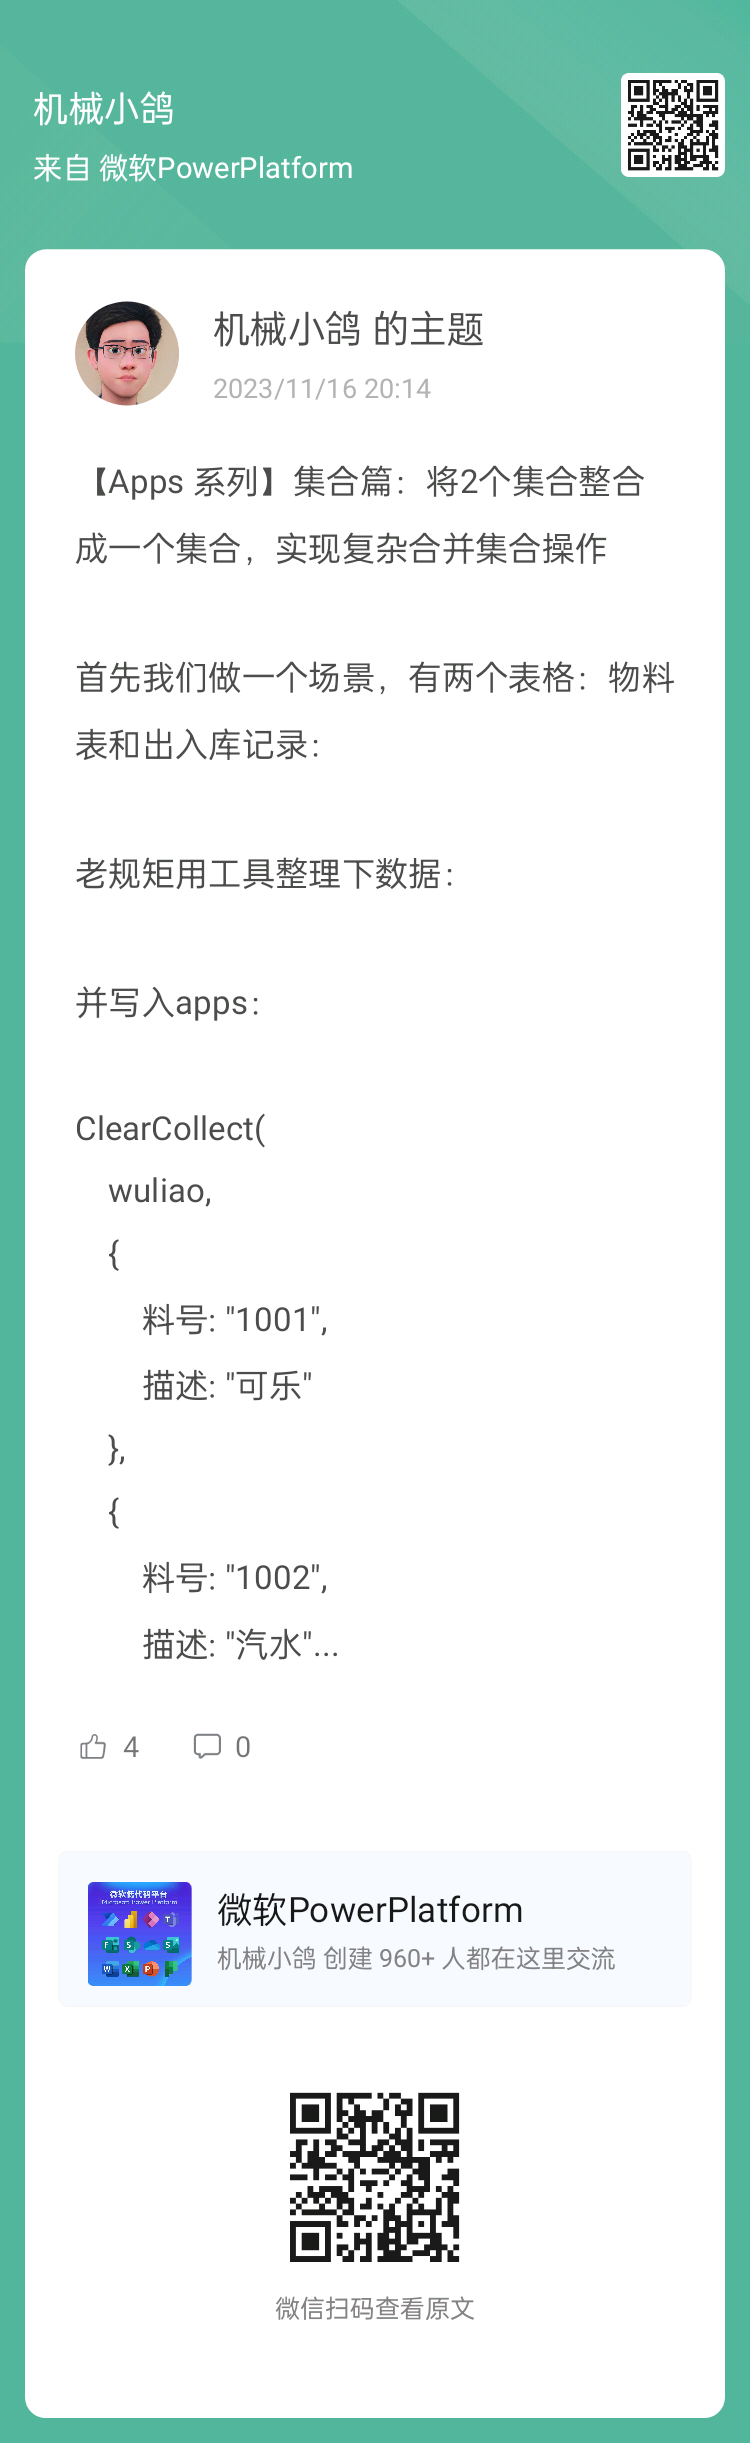 机械小鸽
来自 微软PowerPlatform
机械小鸽 的主题
2023/11/16 20:14
【Apps 系列】集合篇：将2个集合整合
成一个集合，实现复杂合并集合操作
首先我们做一个场景，有两个表格：物料
表和出入库记录：
老规矩用工具整理下数据：
并写入apps：
ClearCollect(
wuliao,
{
料号: "1001",
描述: "可乐"
},
{
料号: "1002",
描述: "汽水"...
4 0
微软低代码平台
Microsoft Power Platform
微软PowerPlatform
机械小鸽 创建 960+ 人都在这里交流
微信扫码查看原文